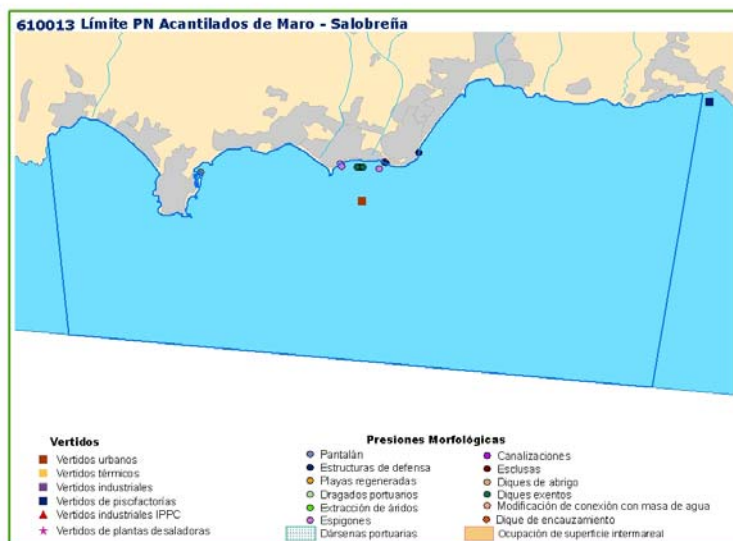 610013 Límite PN Acantilados de Maro - Salobreña
Vertidos
Vertidos urbanos
Vertidos térmicos
Vertidos industriales
Vertidos de piscifactorias
Vertidos industriales IPPC
Vertidos de plantas desaladoras
Presiones Morfológicas
Pantalán
Estructuras de defensa
Playas regeneradas
Dragados portuarios
Extracción de áridos
Espigones
Dársenas portuarias
Canalizaciones
Esclusas
Diques de abrigo
Diques exentos
Modificación de conexión con masa de agua
Dique de encauzamiento
Ocupación de superficie intermareal